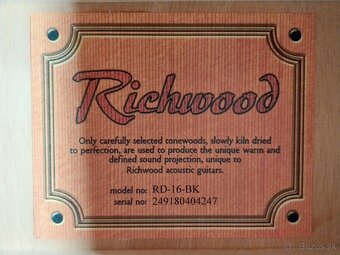 Richwood
Only carefully selected tonewoods, slowly kiln dried
to perfection, are used to produce the unique warm and
defined sound projection, unique to
Richwood acoustic guitars.
model no: RD-16-BK
serial no: 249180404247